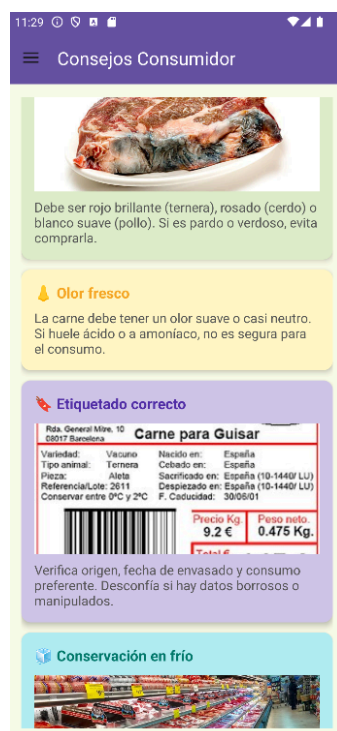 11:29
Consejos Consumidor
Debe ser rojo brillante (ternera), rosado (cerdo) o
blanco suave (pollo). Si es pardo o verdoso, evita
comprarla.
Olor fresco
La carne debe tener un olor suave o casi neutro.
Si huele ácido o a amoníaco, no es segura para
el consumo.
Etiquetado correcto
Rda. General Mitre, 10
08017 Barcelona
Carne para Guisar
Variedad: Vacuno Nacido en: España
Tipo animal: Ternera Cebado en: España
Pieza: Aleta Sacrificado en: España (10-1440/ LU)
Referencia/Lote: 2611 Despiezado en: España (10-1440/ LU)
Conservar entre 0ºC y 2ºC F. Caducidad: 30/06/01
Precio Kg. Peso neto.
9.2 € 0.475 Kg.
Total €
Verifica origen, fecha de envasado y consumo
preferente. Desconfía si hay datos borrosos o
manipulados.
Conservación en frío